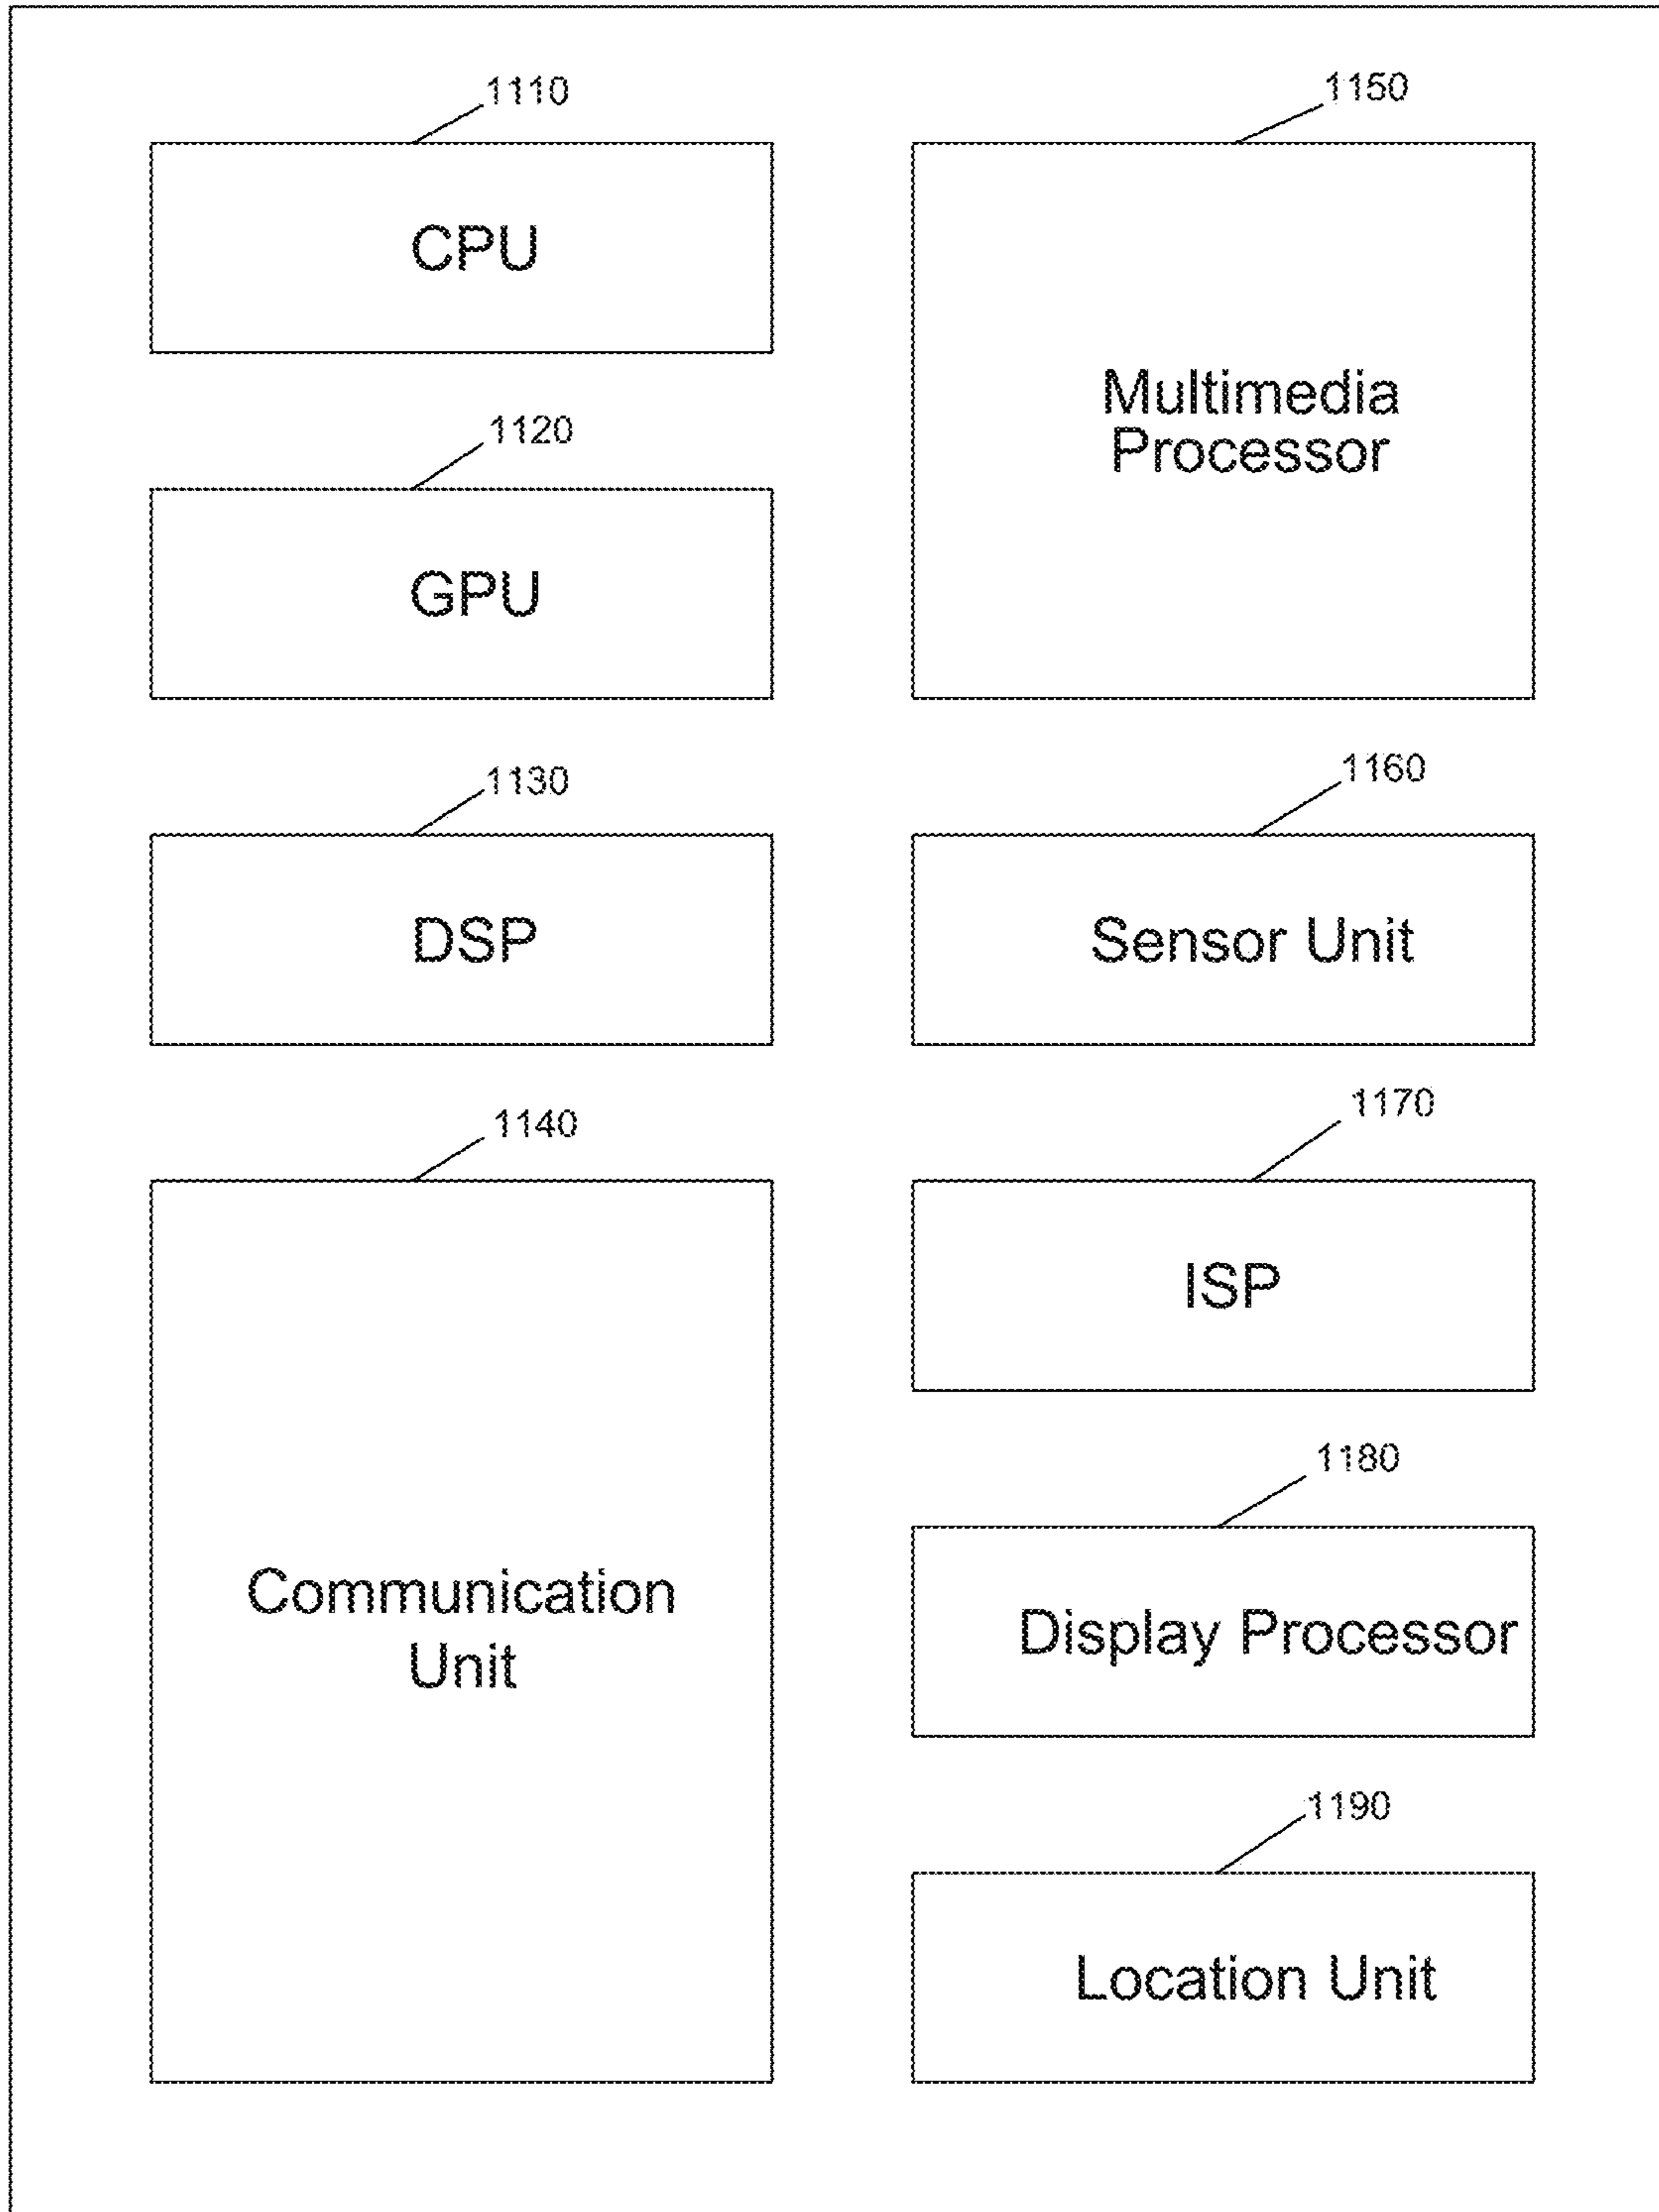 1110
CPU
1120
GPU
1130
DSP
1140
Communication
Unit
1150
Multimedia
Processor
1160
Sensor Unit
1170
ISP
1180
Display Processor
1190
Location Unit